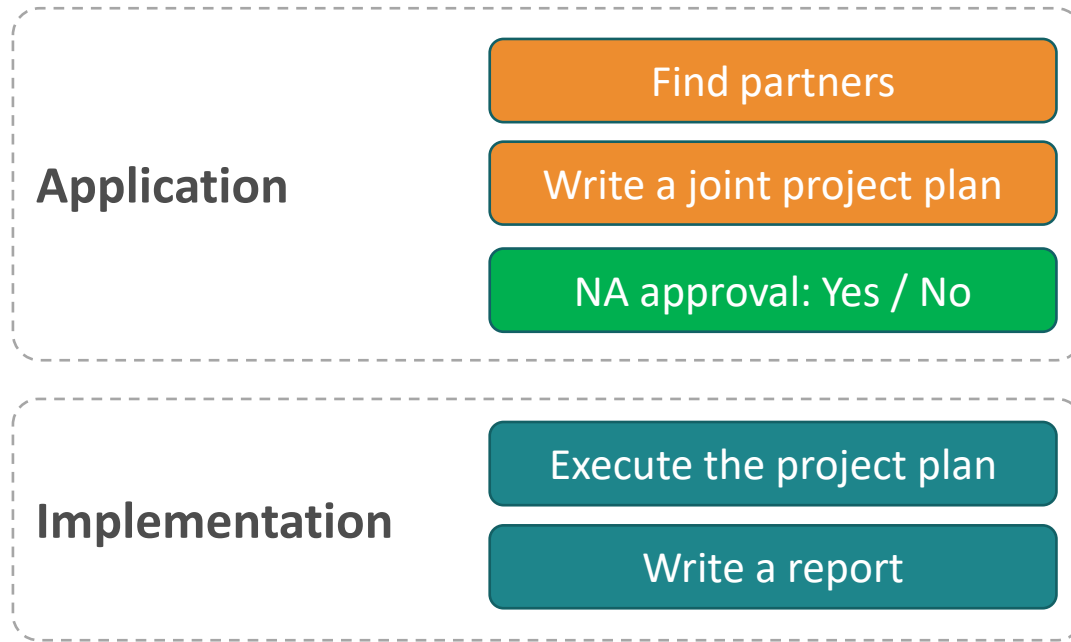 Find partners
Application
Write a joint project plan
NA approval: Yes / No
Execute the project plan
Implementation
Write a report